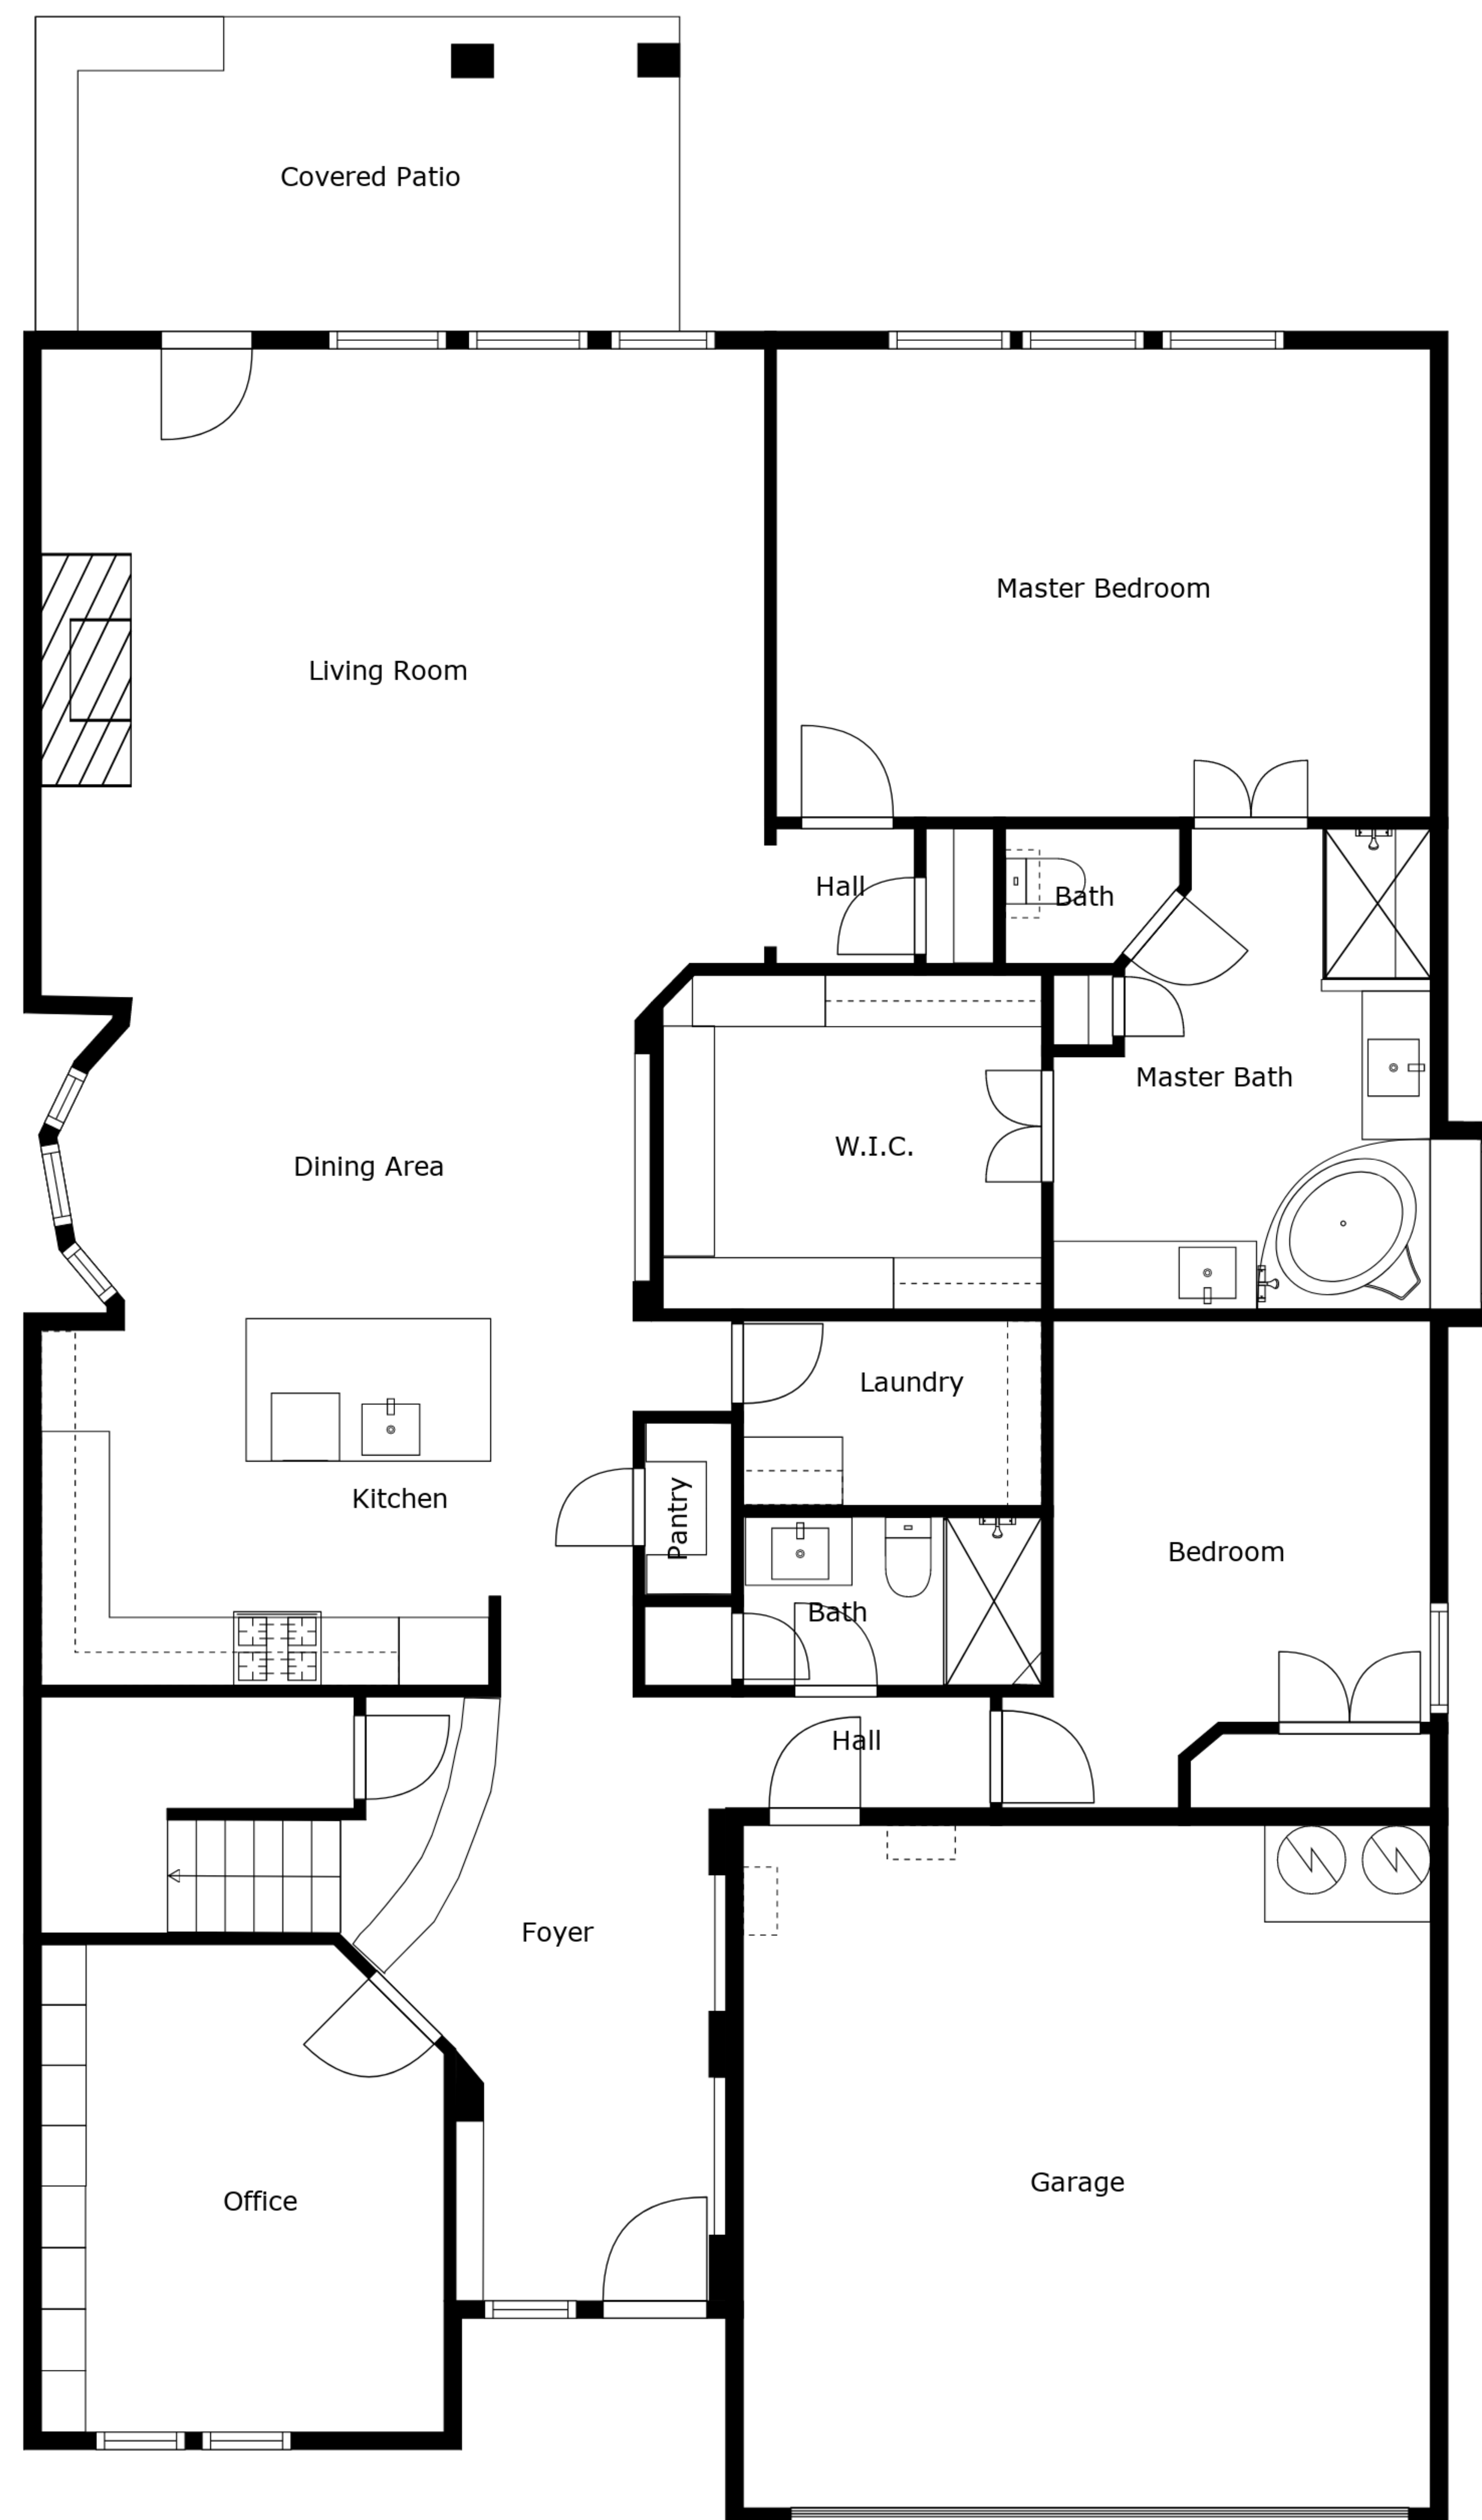 Covered Patio
Master Bedroom
Living Room
Hall
Bath
Master Bath
W.I.C.
Dining Area
Laundry
Kitchen
Pantry
Bedroom
Bath
Hall
Foyer
Garage
Office